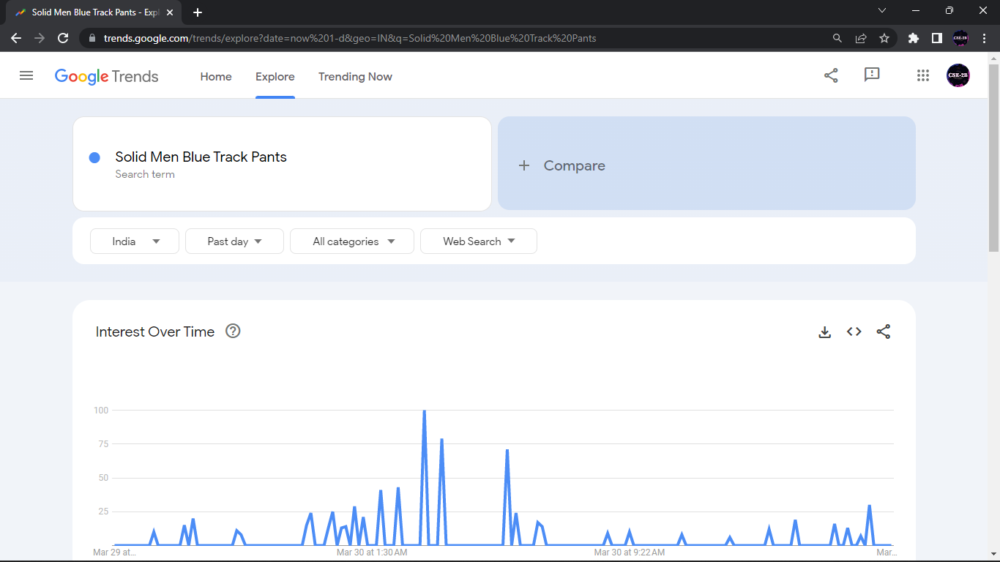 Solid Men Blue Track Pants - Expl
trends.google.com/trends/explore?date=now%201-d&geo=IN&q=Solid%20Men%20Blue%20Track%20Pants
CSE-2B
Google Trends
Home
Explore
Trending Now
CSE-2B
Solid Men Blue Track Pants
Search term
+ Compare
India
Past day
All categories
Web Search
Interest Over Time
100
75
50
25
Mar 29 at...
Mar 30 at 1:30 AM
Mar 30 at 9:22 AM
Mar...